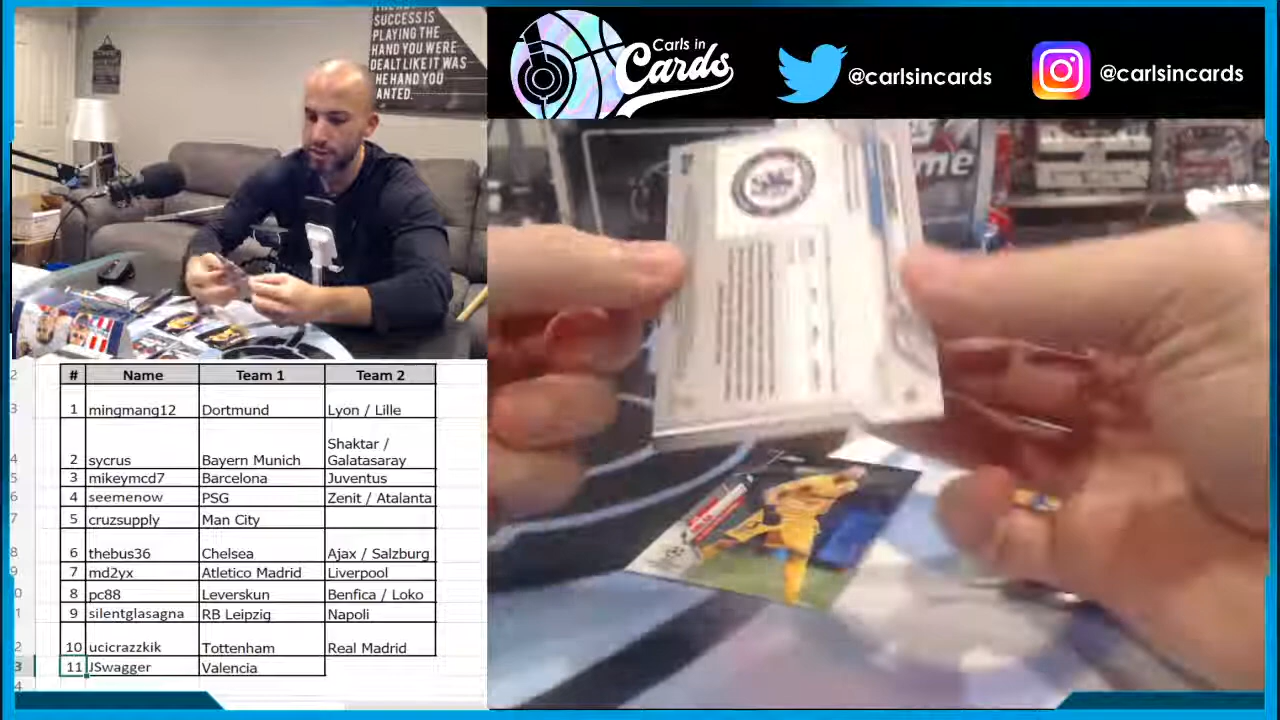 SUCCESS IS
PLAYING THE
HAND YOU WERE
DEALT LIKE IT WAS
THE HAND YOU
ANTED.
Carls in
Cards
@carlsincards
@carlsincards
# Name Team 1 Team 2
1 mingmang12 Dortmund Lyon / Lille
2 sycrus Bayern Munich Shaktar / Galatasaray
3 mikeymcd7 Barcelona Juventus
4 seemenow PSG Zenit / Atalanta
5 cruzsupply Man City
6 thebus36 Chelsea Ajax / Salzburg
7 md2yx Atletico Madrid Liverpool
8 pc88 Leverskun Benfica / Loko
9 silentglasagna RB Leipzig Napoli
10 ucicrazzkik Tottenham Real Madrid
11 JSwagger Valencia